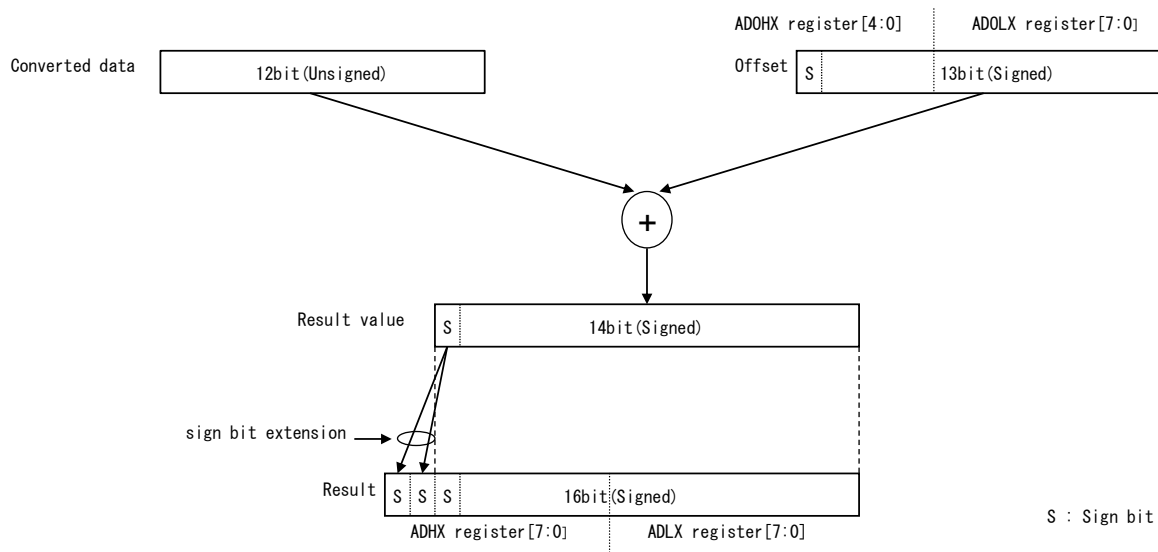 ADOHX register[4:0] ADOLX register[7:0]
Converted data 12bit(Unsigned) Offset S 13bit(Signed)
+
Result value S 14bit(Signed)
sign bit extension
Result S S S 16bit(Signed)
ADHX register[7:0] ADLX register[7:0]
S : Sign bit